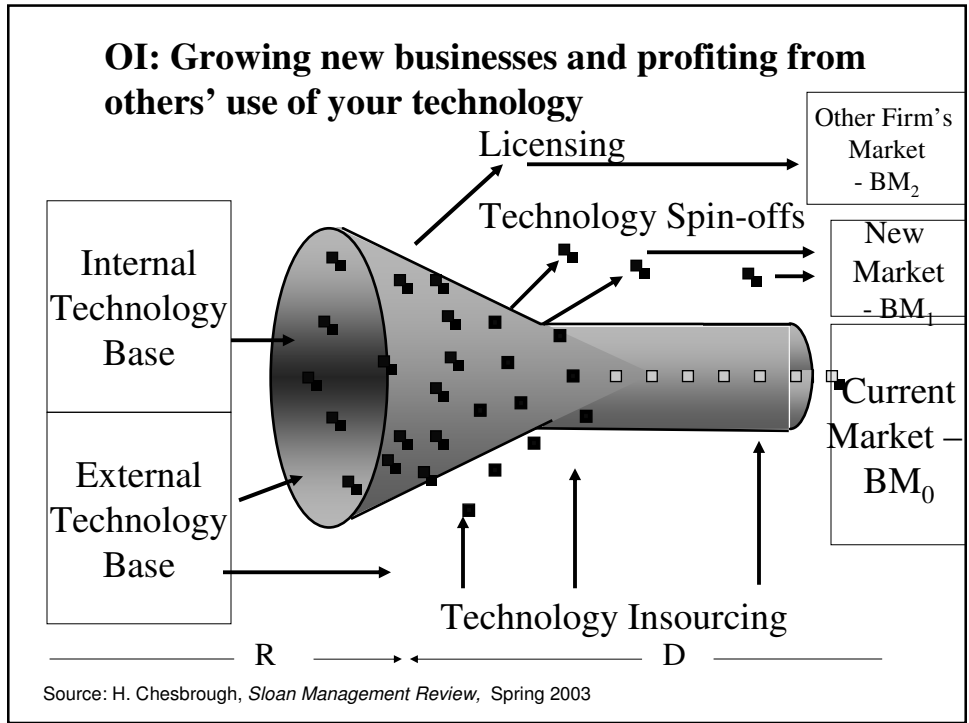 OI: Growing new businesses and profiting from
others’ use of your technology
Licensing
Other Firm’s
Market
- BM₂
Technology Spin-offs
New
Market
- BM₁
Internal
Technology
Base
Current
Market –
BM₀
External
Technology
Base
Technology Insourcing
R
D
Source: H. Chesbrough, Sloan Management Review, Spring 2003